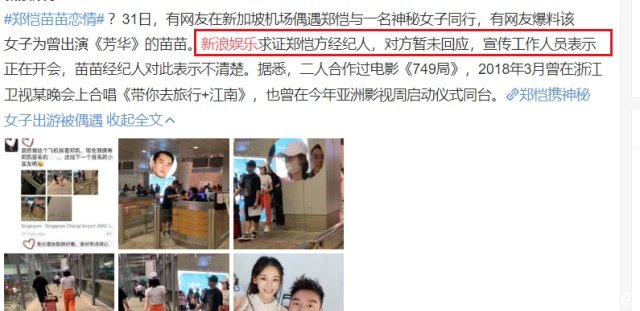 #郑恺苗苗恋情#？31日，有网友在新加坡机场偶遇郑恺与一名神秘女子同行，有网友爆料该
女子为曾出演《芳华》的苗苗。新浪娱乐求证郑恺方经纪人，对方暂未回应，宣传工作人员表示
正在开会，苗苗经纪人对此表示不清楚。据悉，二人合作过电影《749局》，2018年3月曾在浙江
卫视某晚会上合唱《带你去旅行+江南》，也曾在今年亚洲影视周启动仪式同台。郑恺携神秘
女子出游被偶遇 收起全文